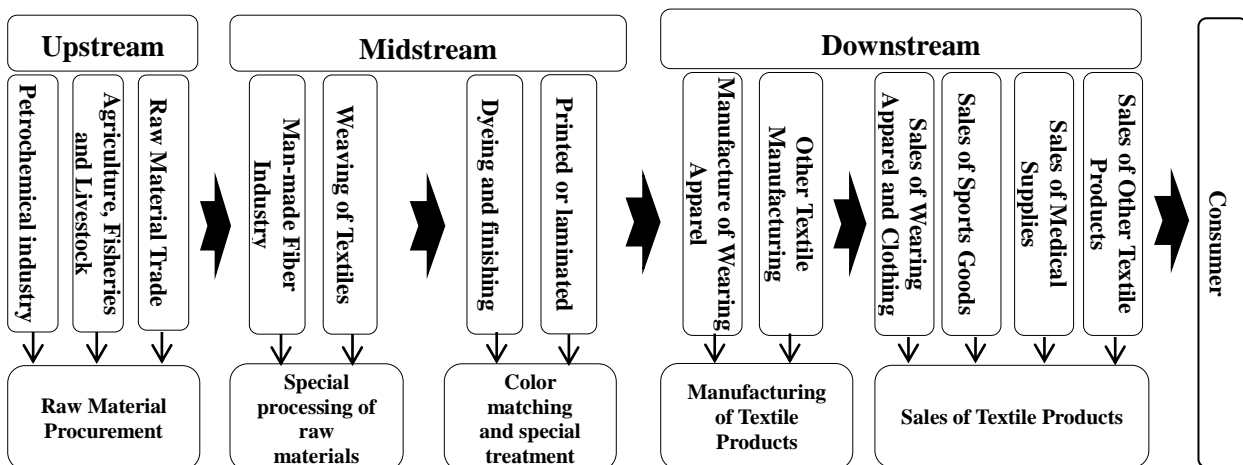 Upstream
Midstream
Downstream
Petrochemical industry
Agriculture, Fisheries
and Livestock
Raw Material Trade
Man-made Fiber
Industry
Weaving of Textiles
Dyeing and finishing
Printed or laminated
Manufacture of Wearing
Apparel
Other Textile
Manufacturing
Sales of Wearing
Apparel and Clothing
Sales of Sports Goods
Sales of Medical
Supplies
Sales of Other Textile
Products
Consumer
Raw Material
Procurement
Special
processing of
raw
materials
Color
matching
and special
treatment
Manufacturing
of Textile
Products
Sales of Textile Products